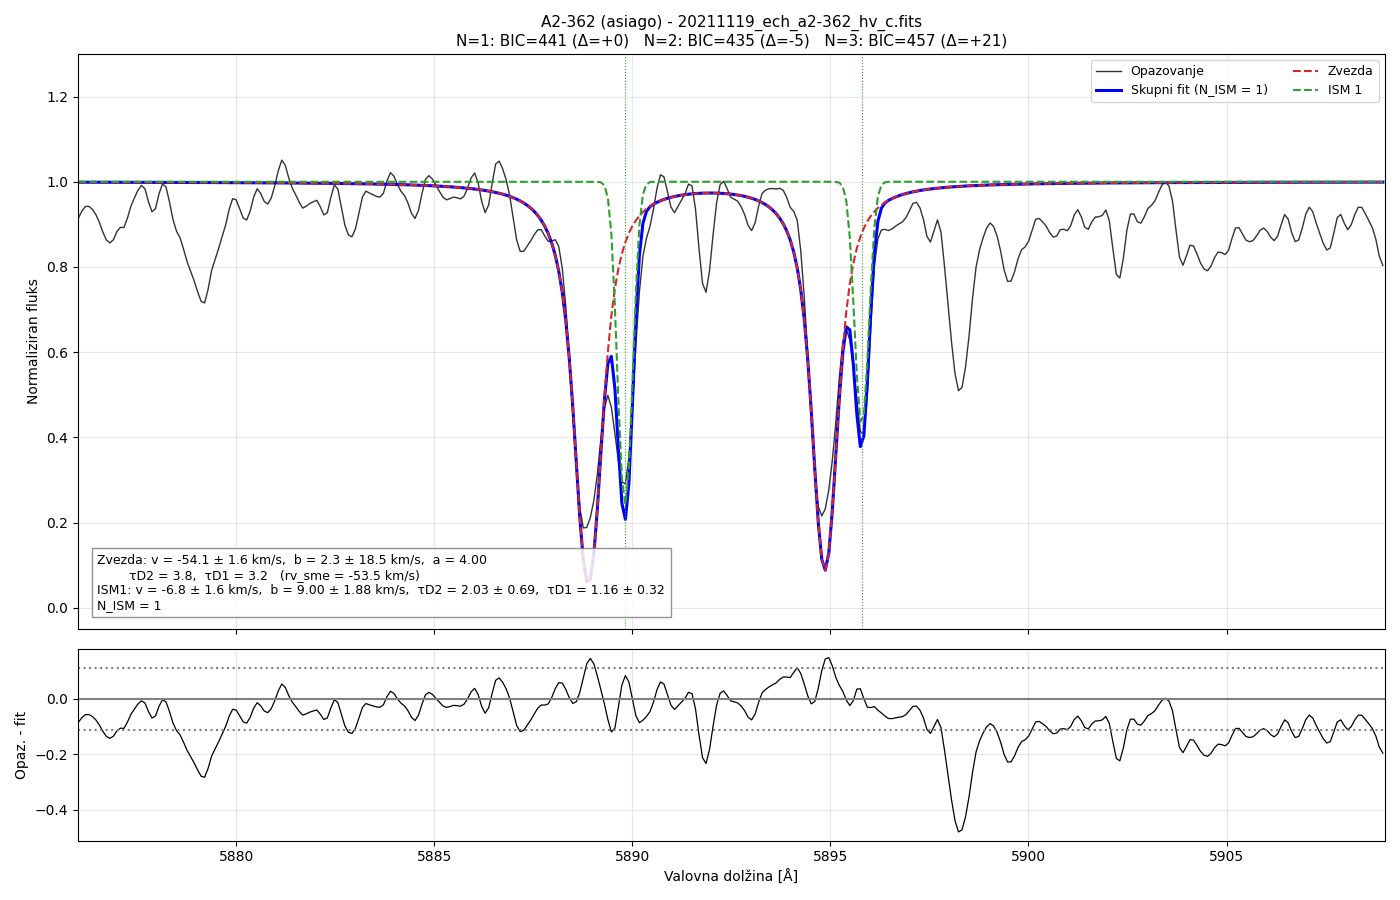 A2-362 (asiago) - 20211119_ech_a2-362_hv_c.fits
N=1: BIC=441 (Δ=+0)   N=2: BIC=435 (Δ=-5)   N=3: BIC=457 (Δ=+21)
Opazovanje
Skupni fit (N_ISM = 1)
Zvezda
ISM 1
Normaliziran fluks
1.2
1.0
0.8
0.6
0.4
0.2
0.0
Zvezda: v = -54.1 ± 1.6 km/s,  b = 2.3 ± 18.5 km/s,  a = 4.00
τD2 = 3.8,  τD1 = 3.2   (rv_sme = -53.5 km/s)
ISM1: v = -6.8 ± 1.6 km/s,  b = 9.00 ± 1.88 km/s,  τD2 = 2.03 ± 0.69,  τD1 = 1.16 ± 0.32
N_ISM = 1
Opaz. - fit
0.0
−0.2
−0.4
5880
5885
5890
5895
5900
5905
Valovna dolžina [Å]